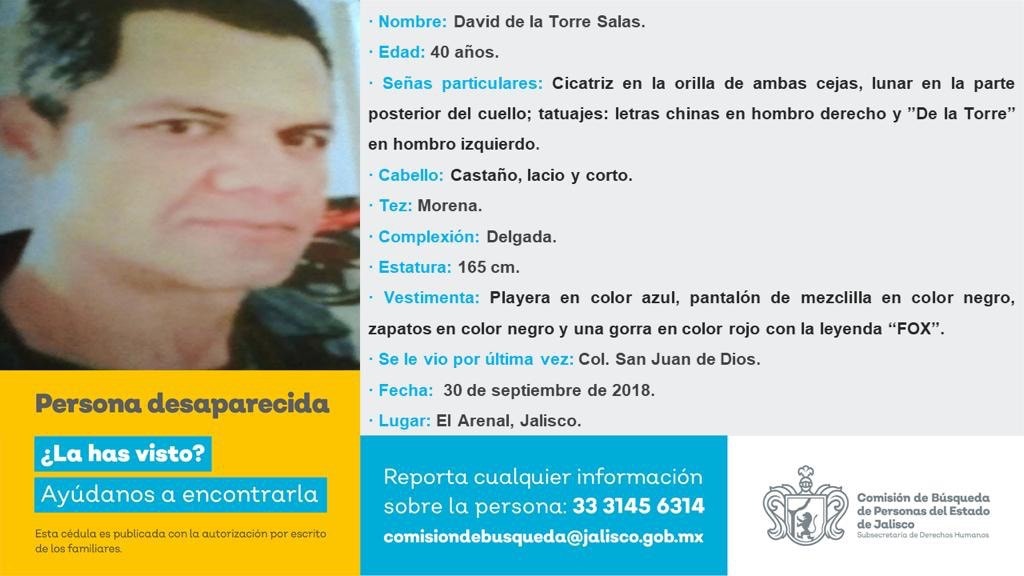 · Nombre: David de la Torre Salas.
· Edad: 40 años.
· Señas particulares: Cicatriz en la orilla de ambas cejas, lunar en la parte
posterior del cuello; tatuajes: letras chinas en hombro derecho y ”De la Torre”
en hombro izquierdo.
· Cabello: Castaño, lacio y corto.
· Tez: Morena.
· Complexión: Delgada.
· Estatura: 165 cm.
· Vestimenta: Playera en color azul, pantalón de mezclilla en color negro,
zapatos en color negro y una gorra en color rojo con la leyenda “FOX”.
· Se le vio por última vez: Col. San Juan de Dios.
· Fecha: 30 de septiembre de 2018.
· Lugar: El Arenal, Jalisco.
Persona desaparecida
¿La has visto?
Ayúdanos a encontrarla
Esta cédula es publicada con la autorización por escrito
de los familiares.
Reporta cualquier información
sobre la persona: 33 3145 6314
comisiondebusqueda@jalisco.gob.mx
Comisión de Búsqueda
de Personas del Estado
de Jalisco
Subsecretaría de Derechos Humanos